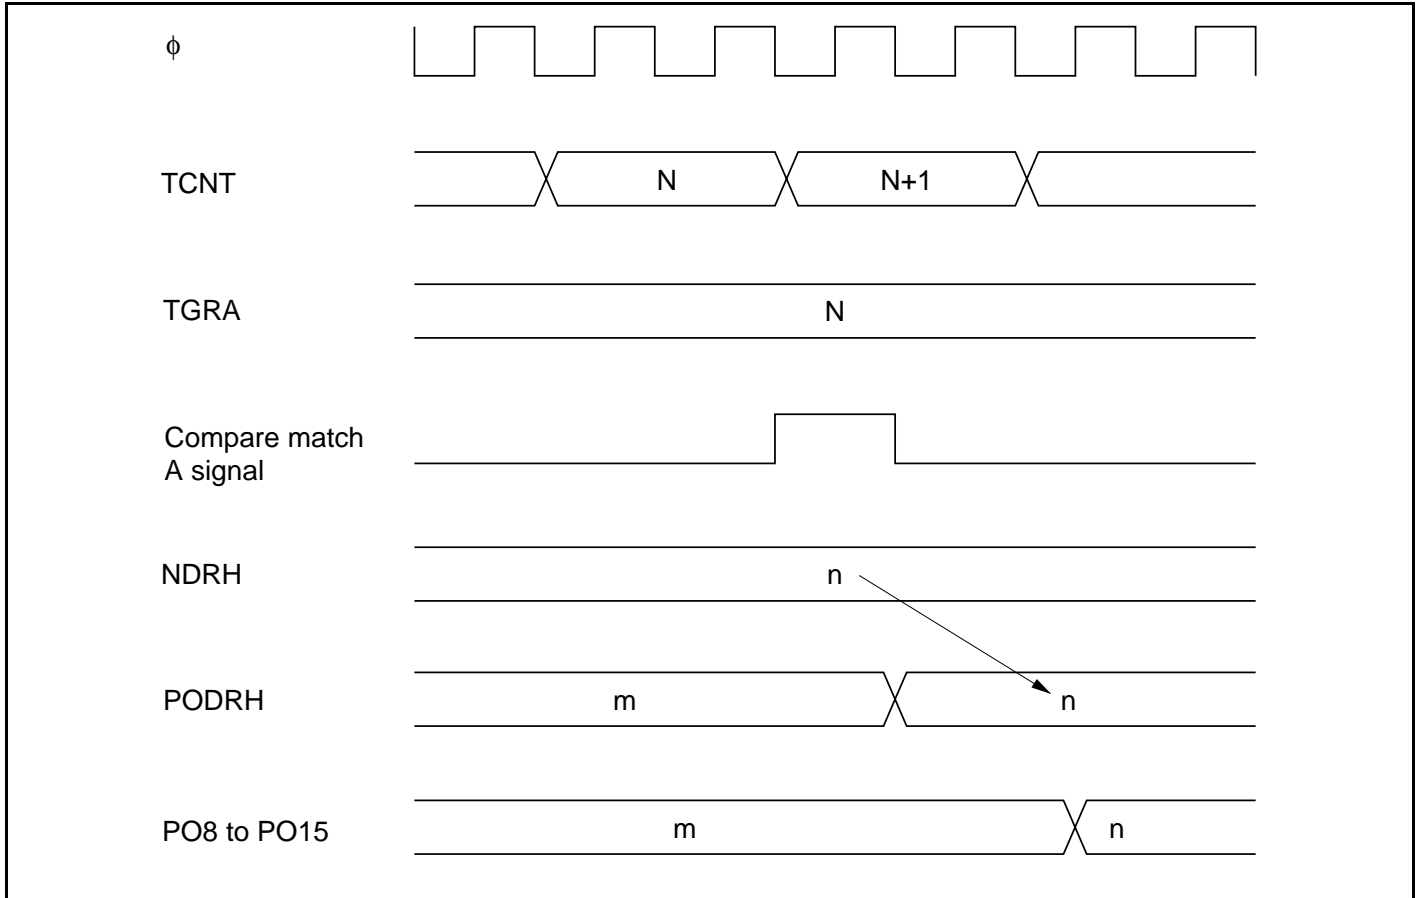 ϕ
TCNT
N
N+1
TGRA
N
Compare match
A signal
NDRH
n
PODRH
m
n
PO8 to PO15
m
n